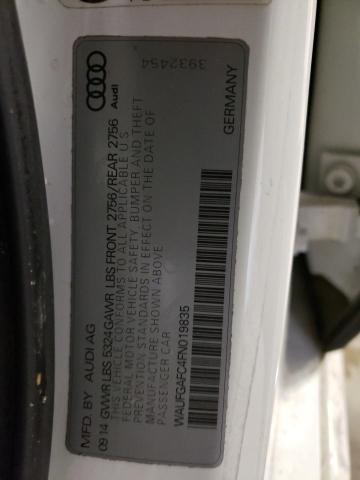 MFD. BY AUDI AG
09 14 GVWR LBS 5324 GAWR LBS FRONT 2756/REAR 2756
THIS VEHICLE CONFORMS TO ALL APPLICABLE U.S.
FEDERAL MOTOR VEHICLE SAFETY, BUMPER AND THEFT
PREVENTION STANDARDS IN EFFECT ON THE DATE OF
MANUFACTURE SHOWN ABOVE
PASSENGER CAR
WAUFGAFC4FN019835
GERMANY
Audi
3932454